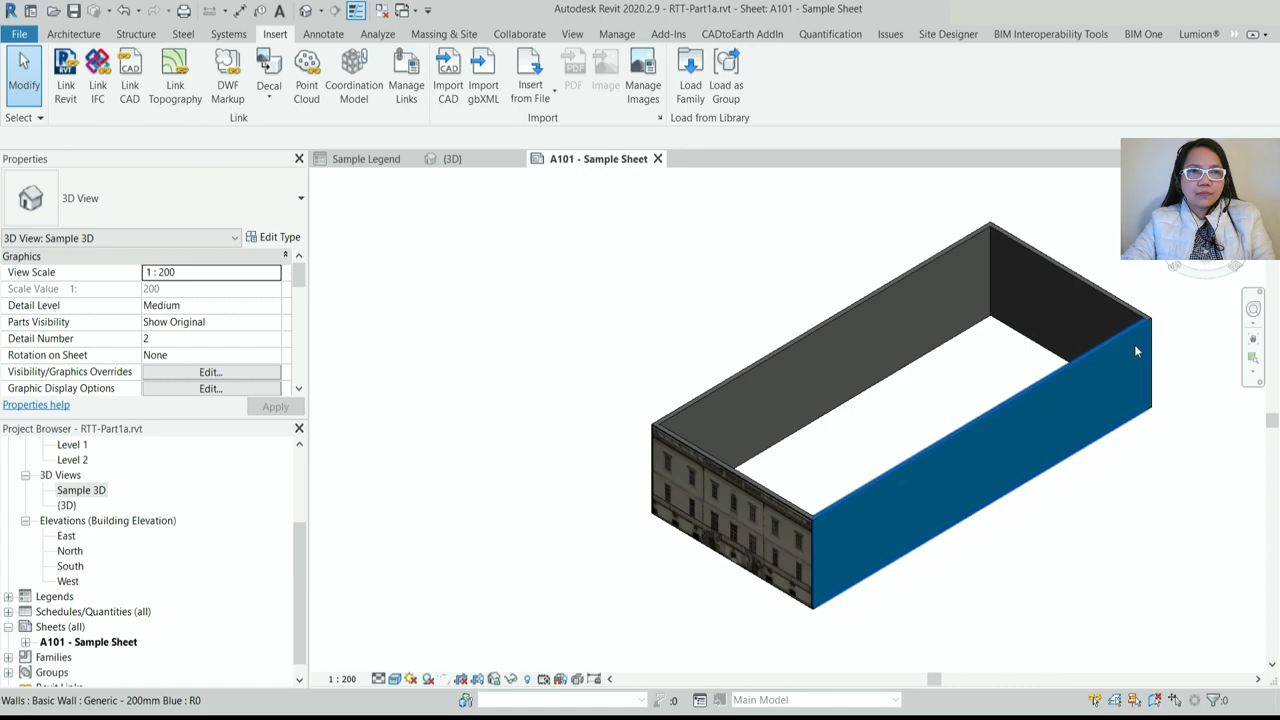 Autodesk Revit 2020.2.9 - RTT-Part1a.rvt - Sheet: A101 - Sample Sheet
File Architecture Structure Steel Systems Insert Annotate Analyze Massing & Site Collaborate View Manage Add-Ins CADtoEarth AddIn Quantification Issues Site Designer BIM Interoperability Tools BIM One Lumion®
Modify Link Revit Link IFC Link CAD Link Topography DWF Markup Decal Point Cloud Coordination Model Manage Links Import CAD Import gbXML Insert from File PDF Image Manage Images Load Family Load as Group
Select Link Import Load from Library
Properties
Sample Legend {3D} A101 - Sample Sheet
3D View
3D View: Sample 3D Edit Type
Graphics
View Scale 1 : 200
Scale Value 1: 200
Detail Level Medium
Parts Visibility Show Original
Detail Number 2
Rotation on Sheet None
Visibility/Graphics Overrides Edit...
Graphic Display Options Edit...
Properties help Apply
Project Browser - RTT-Part1a.rvt
Level 1
Level 2
3D Views
Sample 3D
{3D}
Elevations (Building Elevation)
East
North
South
West
Legends
Schedules/Quantities (all)
Sheets (all)
A101 - Sample Sheet
Families
Groups
1 : 200
Walls : Basic Wall: Generic - 200mm Blue : R0
:0
Main Model
:0